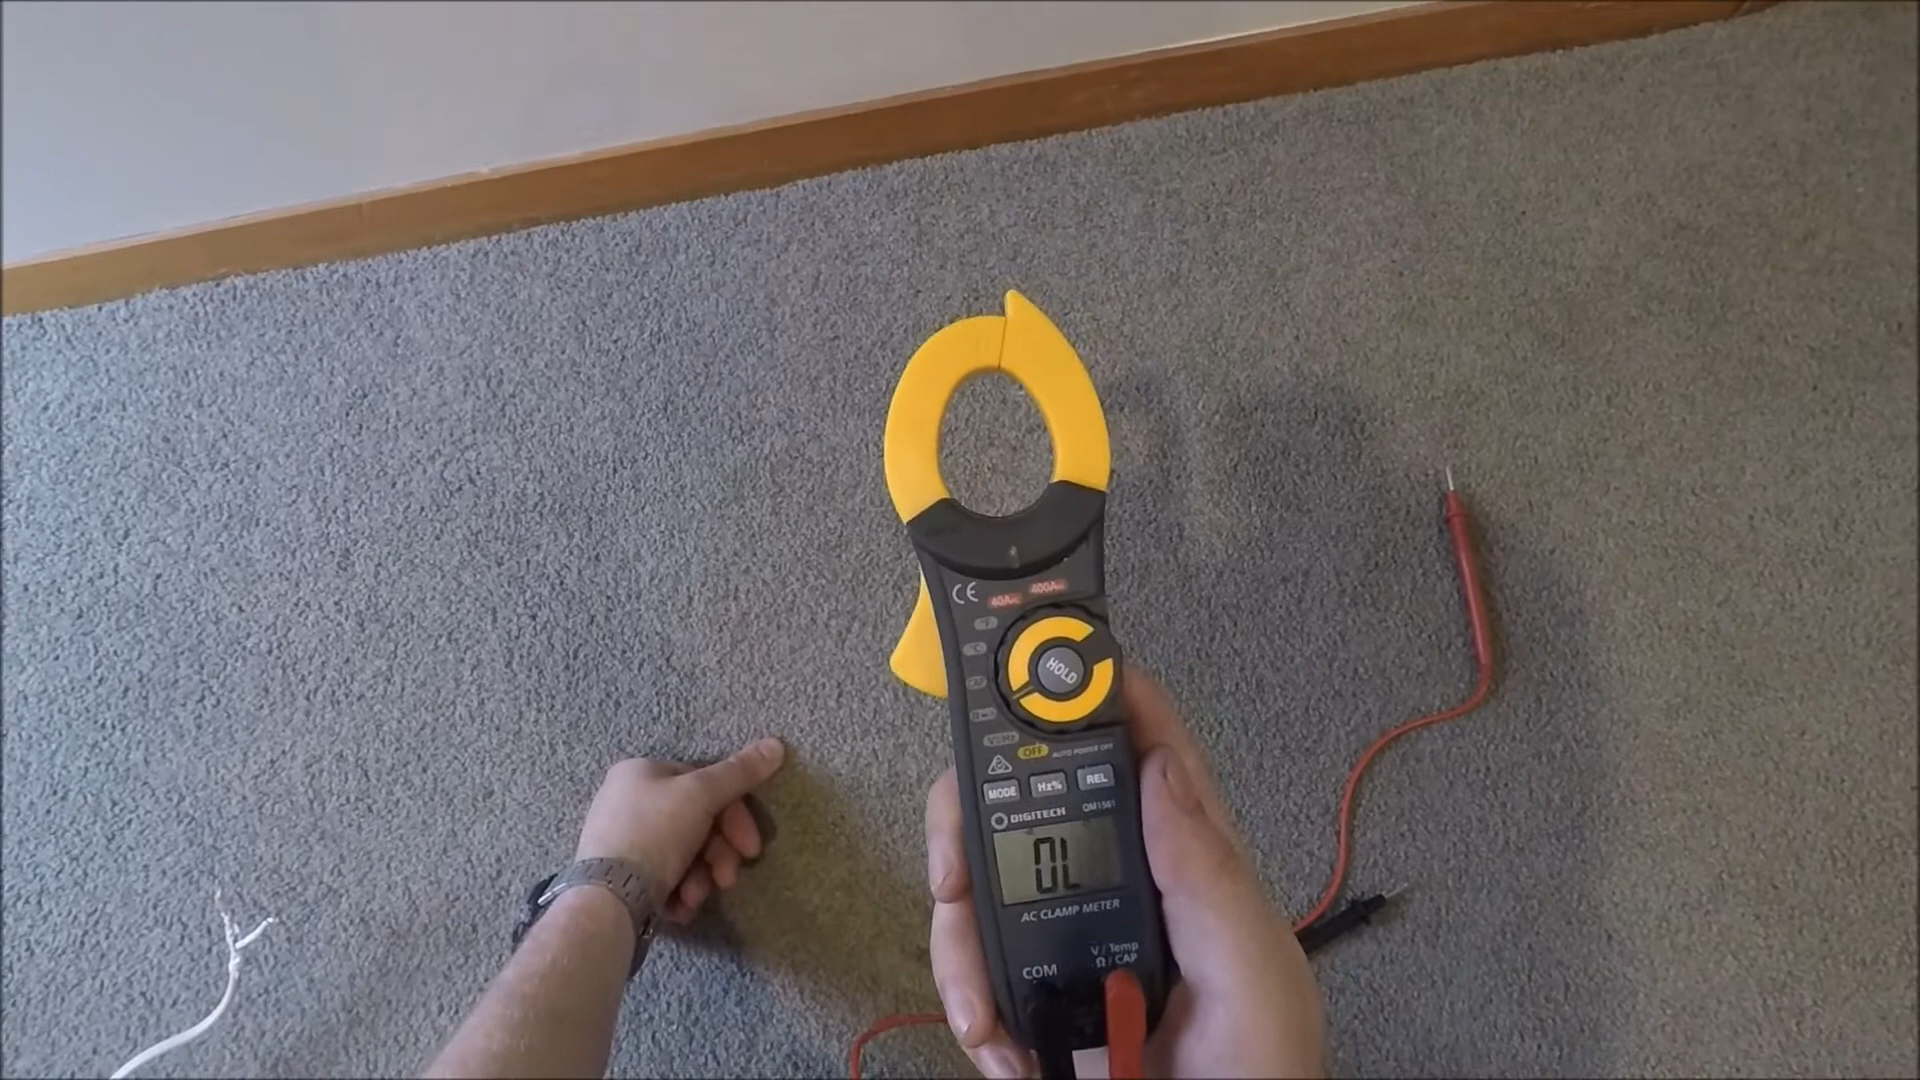 CE 40A 400A
°F
°C
CAP
HOLD
OFF AUTO POWER OFF
MODE Hz% REL
DIGITECH QM1561
OL
AC CLAMP METER
V / Temp
COM Ω / CAP